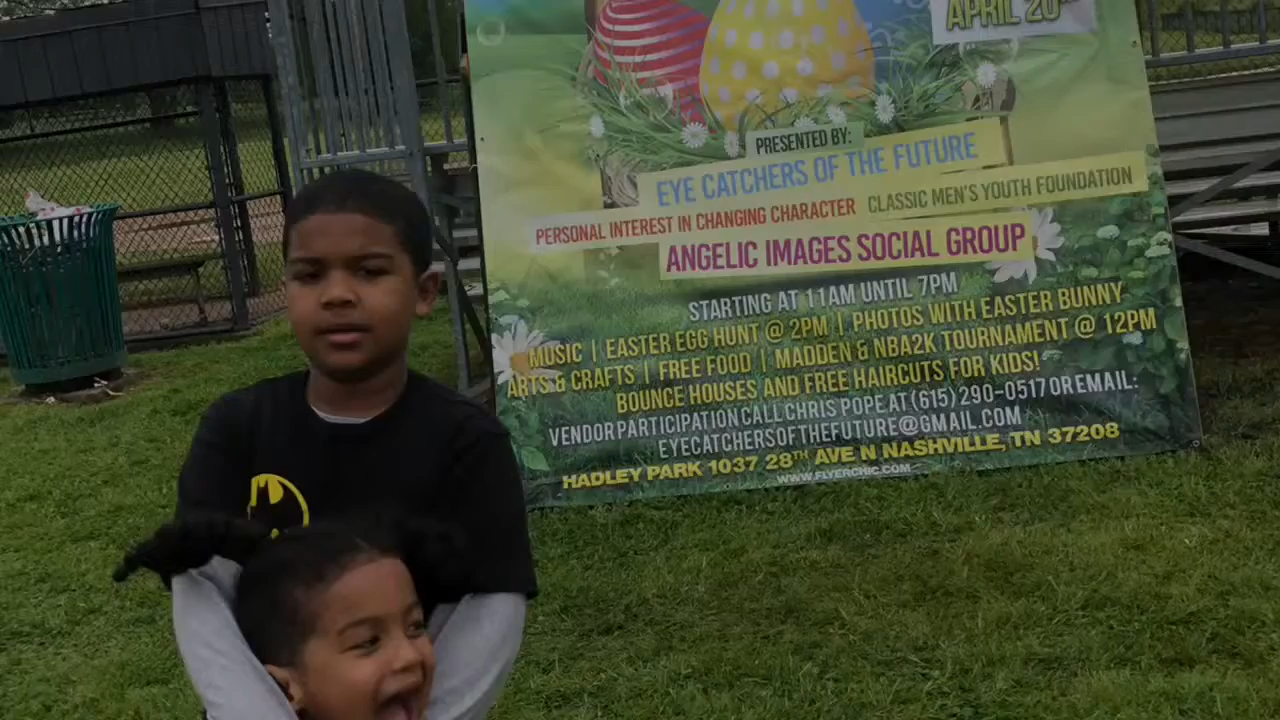 APRIL 20TH
PRESENTED BY:
EYE CATCHERS OF THE FUTURE
PERSONAL INTEREST IN CHANGING CHARACTER CLASSIC MEN'S YOUTH FOUNDATION
ANGELIC IMAGES SOCIAL GROUP
STARTING AT 11AM UNTIL 7PM
MUSIC | EASTER EGG HUNT @ 2PM | PHOTOS WITH EASTER BUNNY
ARTS & CRAFTS | FREE FOOD | MADDEN & NBA2K TOURNAMENT @ 12PM
BOUNCE HOUSES AND FREE HAIRCUTS FOR KIDS!
VENDOR PARTICIPATION CALL CHRIS POPE AT (615) 290-0517 OR EMAIL:
EYECATCHERSOFTHEFUTURE@GMAIL.COM
HADLEY PARK 1037 28TH AVE N NASHVILLE, TN 37208
WWW.FLYERCHIC.COM